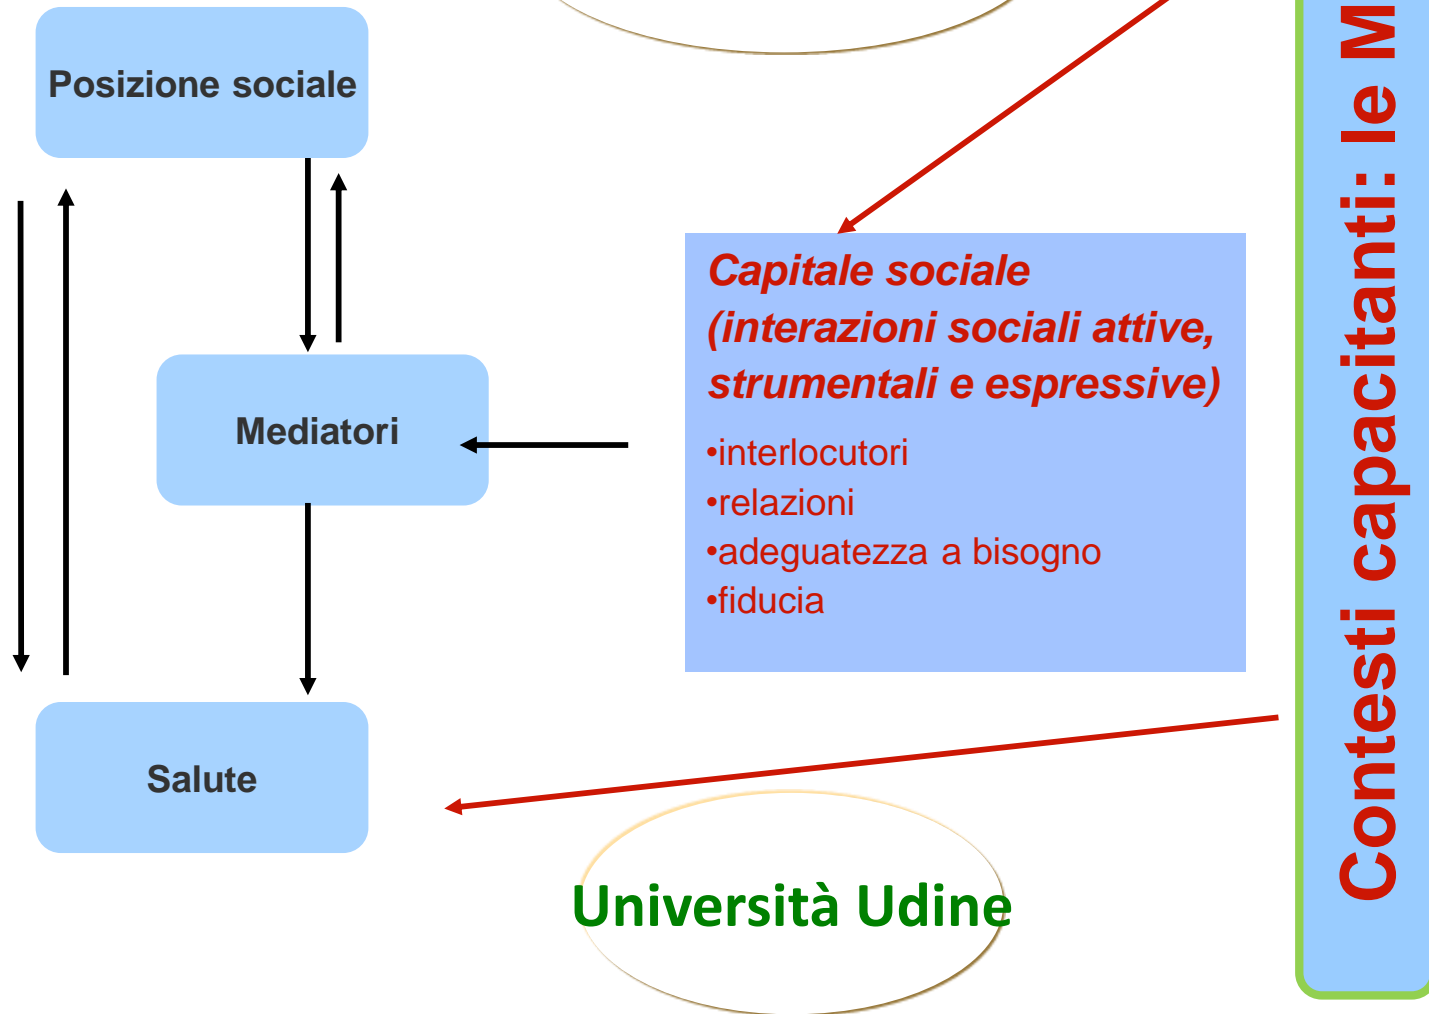 Posizione sociale
Capitale sociale
(interazioni sociali attive,
strumentali e espressive)
•interlocutori
•relazioni
•adeguatezza a bisogno
•fiducia
Mediatori
Salute
Università Udine
Contesti capacitanti: le M